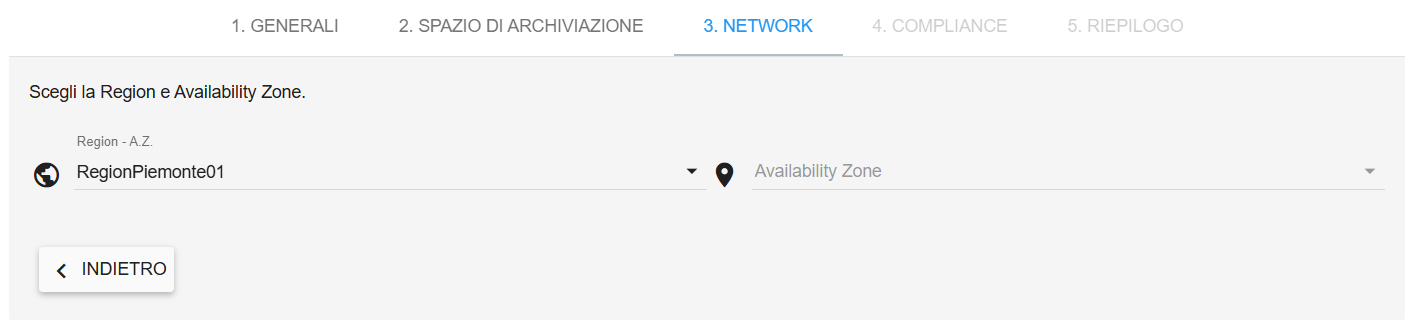 1. GENERALI 2. SPAZIO DI ARCHIVIAZIONE 3. NETWORK 4. COMPLIANCE 5. RIEPILOGO
Scegli la Region e Availability Zone.
Region - A.Z.
RegionPiemonte01 Availability Zone
INDIETRO